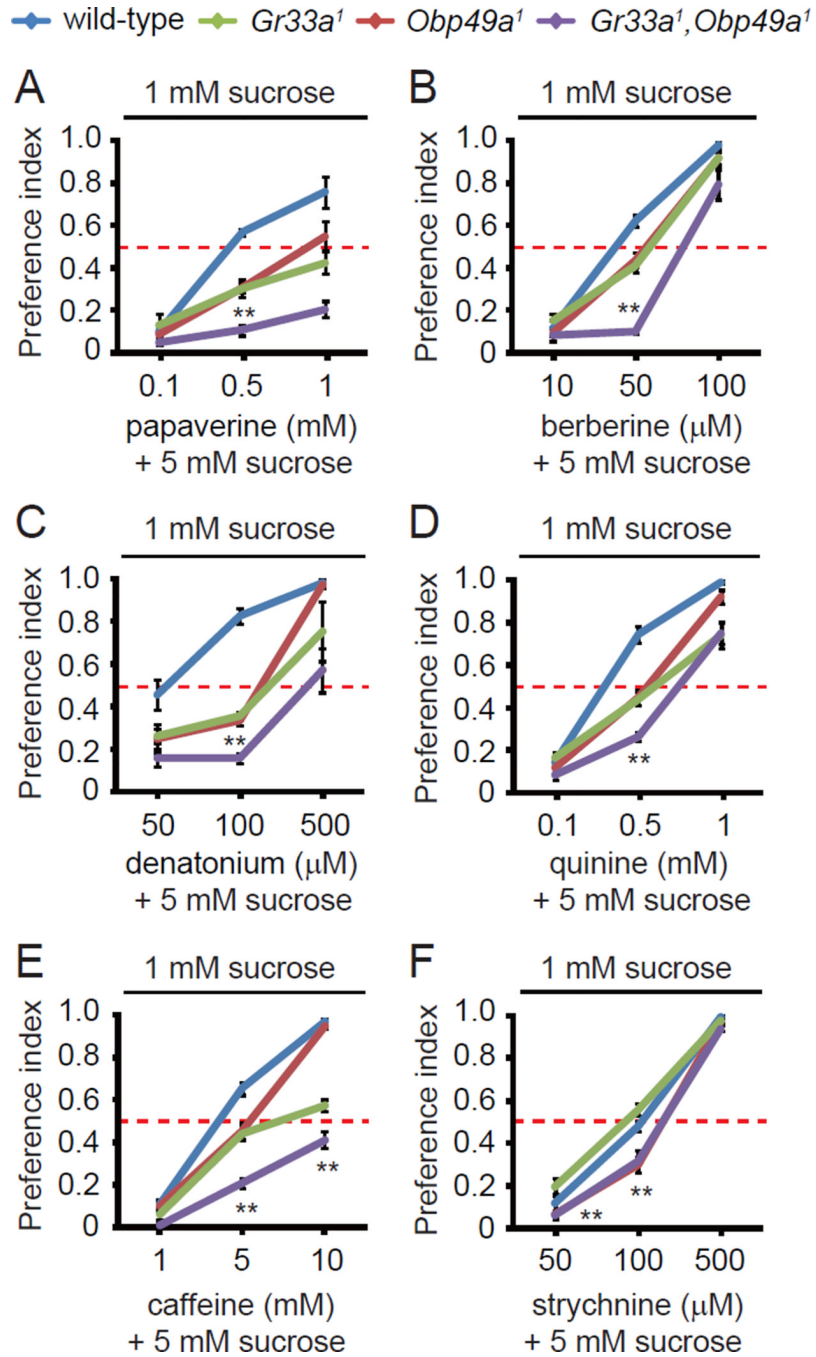 wild-type Gr33a¹ Obp49a¹ Gr33a¹,Obp49a¹
A
1 mM sucrose
Preference index
1.0
0.8
0.6
0.4
0.2
0
**
0.1 0.5 1
papaverine (mM)
+ 5 mM sucrose
B
1 mM sucrose
Preference index
1.0
0.8
0.6
0.4
0.2
0
**
10 50 100
berberine (μM)
+ 5 mM sucrose
C
1 mM sucrose
Preference index
1.0
0.8
0.6
0.4
0.2
0
**
50 100 500
denatonium (μM)
+ 5 mM sucrose
D
1 mM sucrose
Preference index
1.0
0.8
0.6
0.4
0.2
0
**
0.1 0.5 1
quinine (mM)
+ 5 mM sucrose
E
1 mM sucrose
Preference index
1.0
0.8
0.6
0.4
0.2
0
** **
1 5 10
caffeine (mM)
+ 5 mM sucrose
F
1 mM sucrose
Preference index
1.0
0.8
0.6
0.4
0.2
0
** **
50 100 500
strychnine (μM)
+ 5 mM sucrose